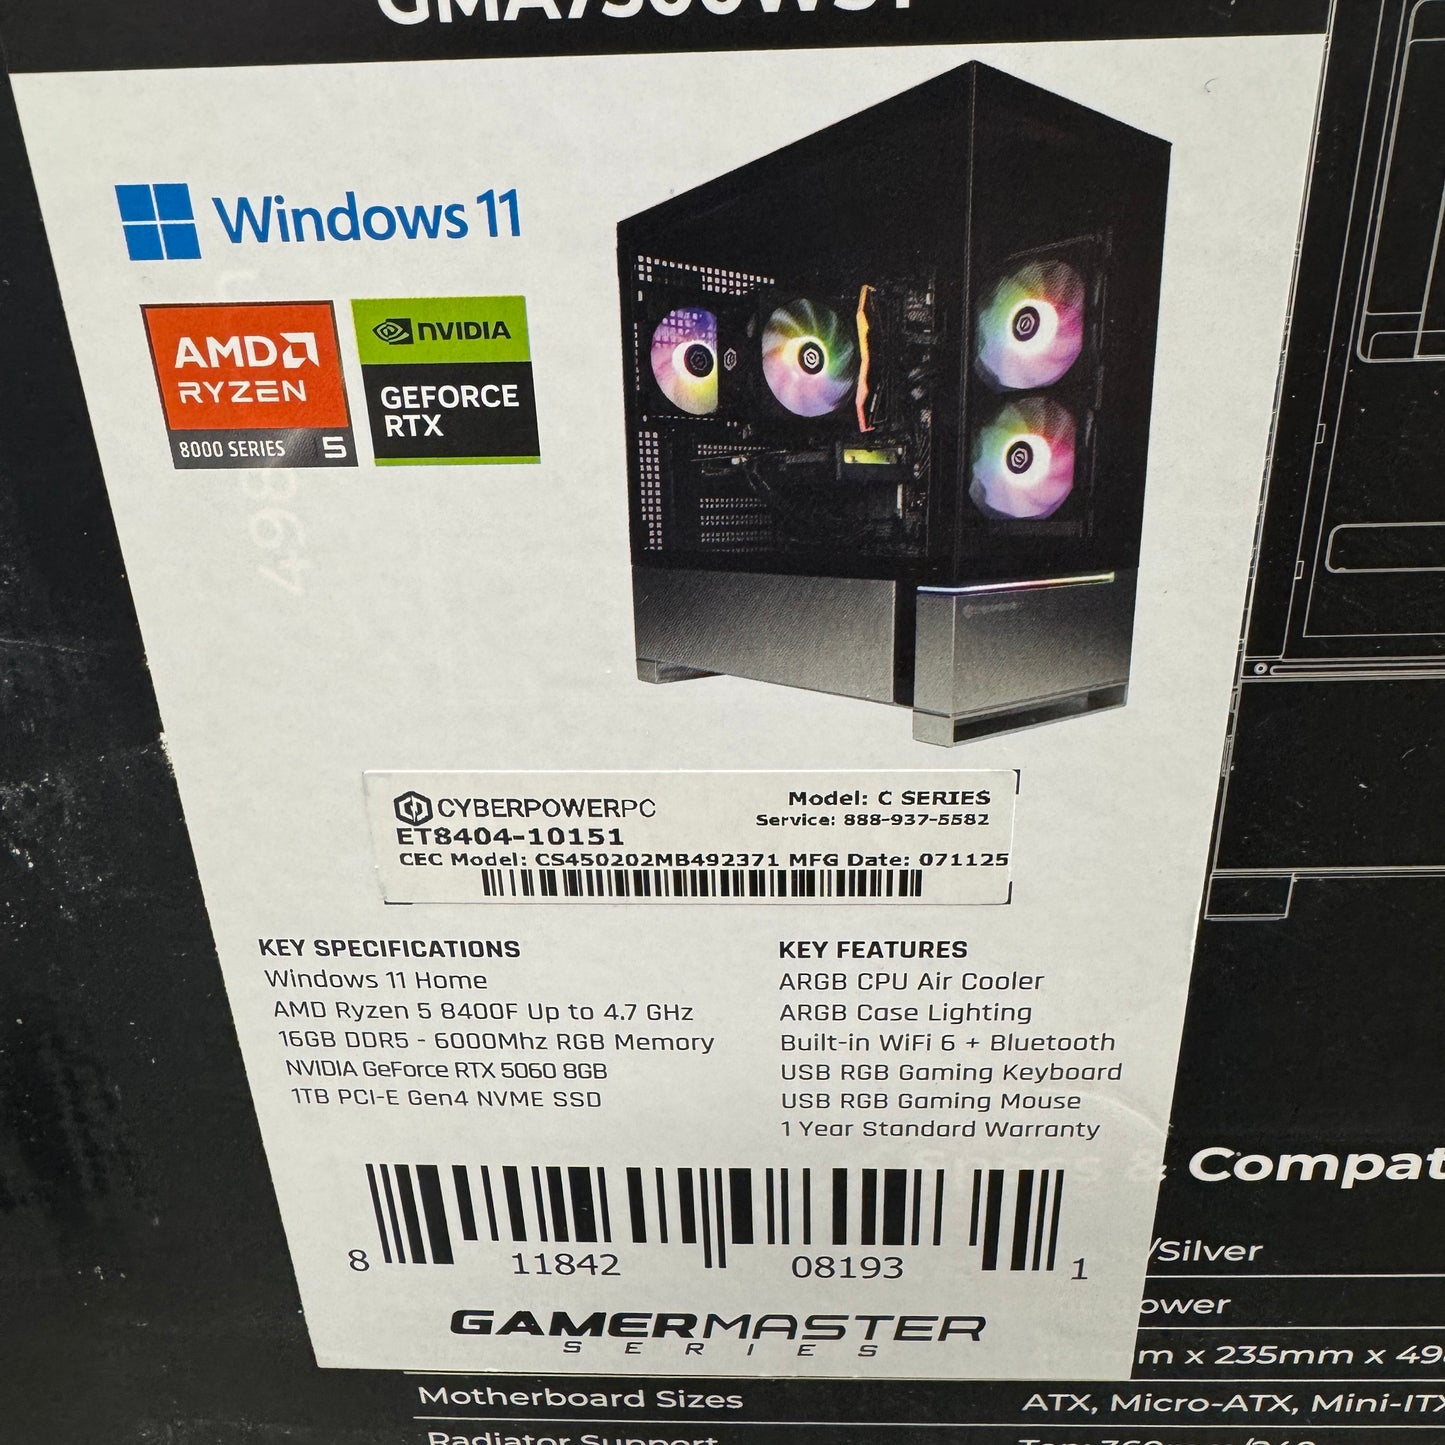 Windows 11
AMD
RYZEN
8000 SERIES 5
NVIDIA
GEFORCE
RTX
CYBERPOWERPC
Model: C SERIES
ET8404-10151
Service: 888-937-5582
CEC Model: CS450202MB492371 MFG Date: 071125
KEY SPECIFICATIONS
Windows 11 Home
AMD Ryzen 5 8400F Up to 4.7 GHz
16GB DDR5 - 6000Mhz RGB Memory
NVIDIA GeForce RTX 5060 8GB
1TB PCI-E Gen4 NVME SSD
KEY FEATURES
ARGB CPU Air Cooler
ARGB Case Lighting
Built-in WiFi 6 + Bluetooth
USB RGB Gaming Keyboard
USB RGB Gaming Mouse
1 Year Standard Warranty
8 11842 08193 1
GAMERMASTER
SERIES
& Compat
/Silver
ower
m x 235mm x 49
Motherboard Sizes
ATX, Micro-ATX, Mini-ITX
Radiator Support